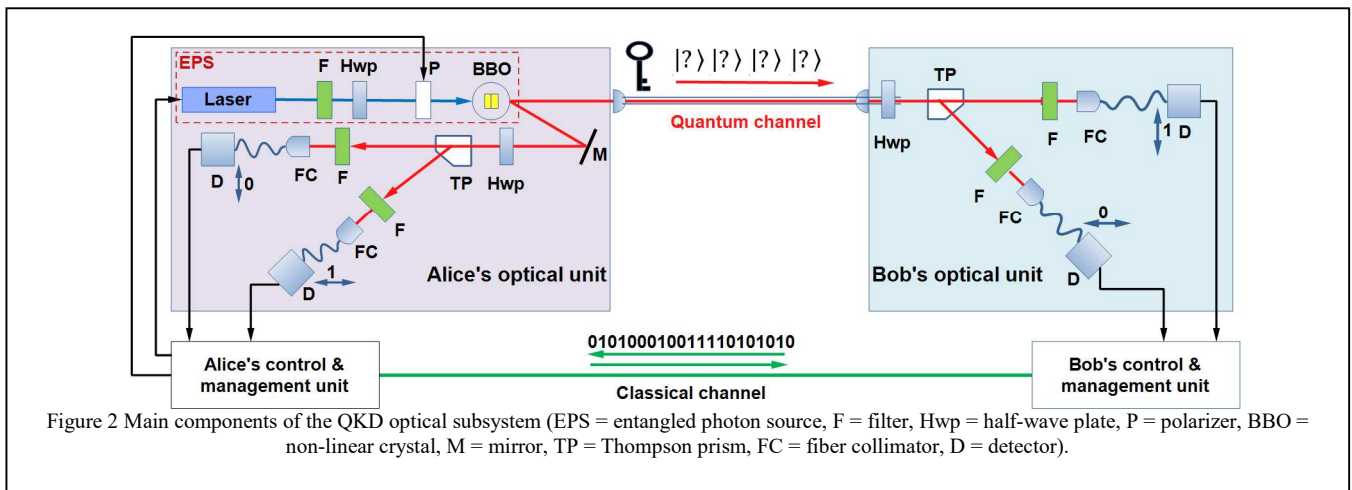 EPS
F
Hwp
P
BBO
Laser
|?⟩ |?⟩ |?⟩ |?⟩
Quantum channel
TP
Hwp
F
FC
1
D
D
0
FC
F
TP
Hwp
M
F
FC
1
D
Alice's optical unit
F
FC
0
D
Bob's optical unit
Alice's control &
management unit
010100010011110101010
Classical channel
Bob's control &
management unit
Figure 2 Main components of the QKD optical subsystem (EPS = entangled photon source, F = filter, Hwp = half-wave plate, P = polarizer, BBO =
non-linear crystal, M = mirror, TP = Thompson prism, FC = fiber collimator, D = detector).